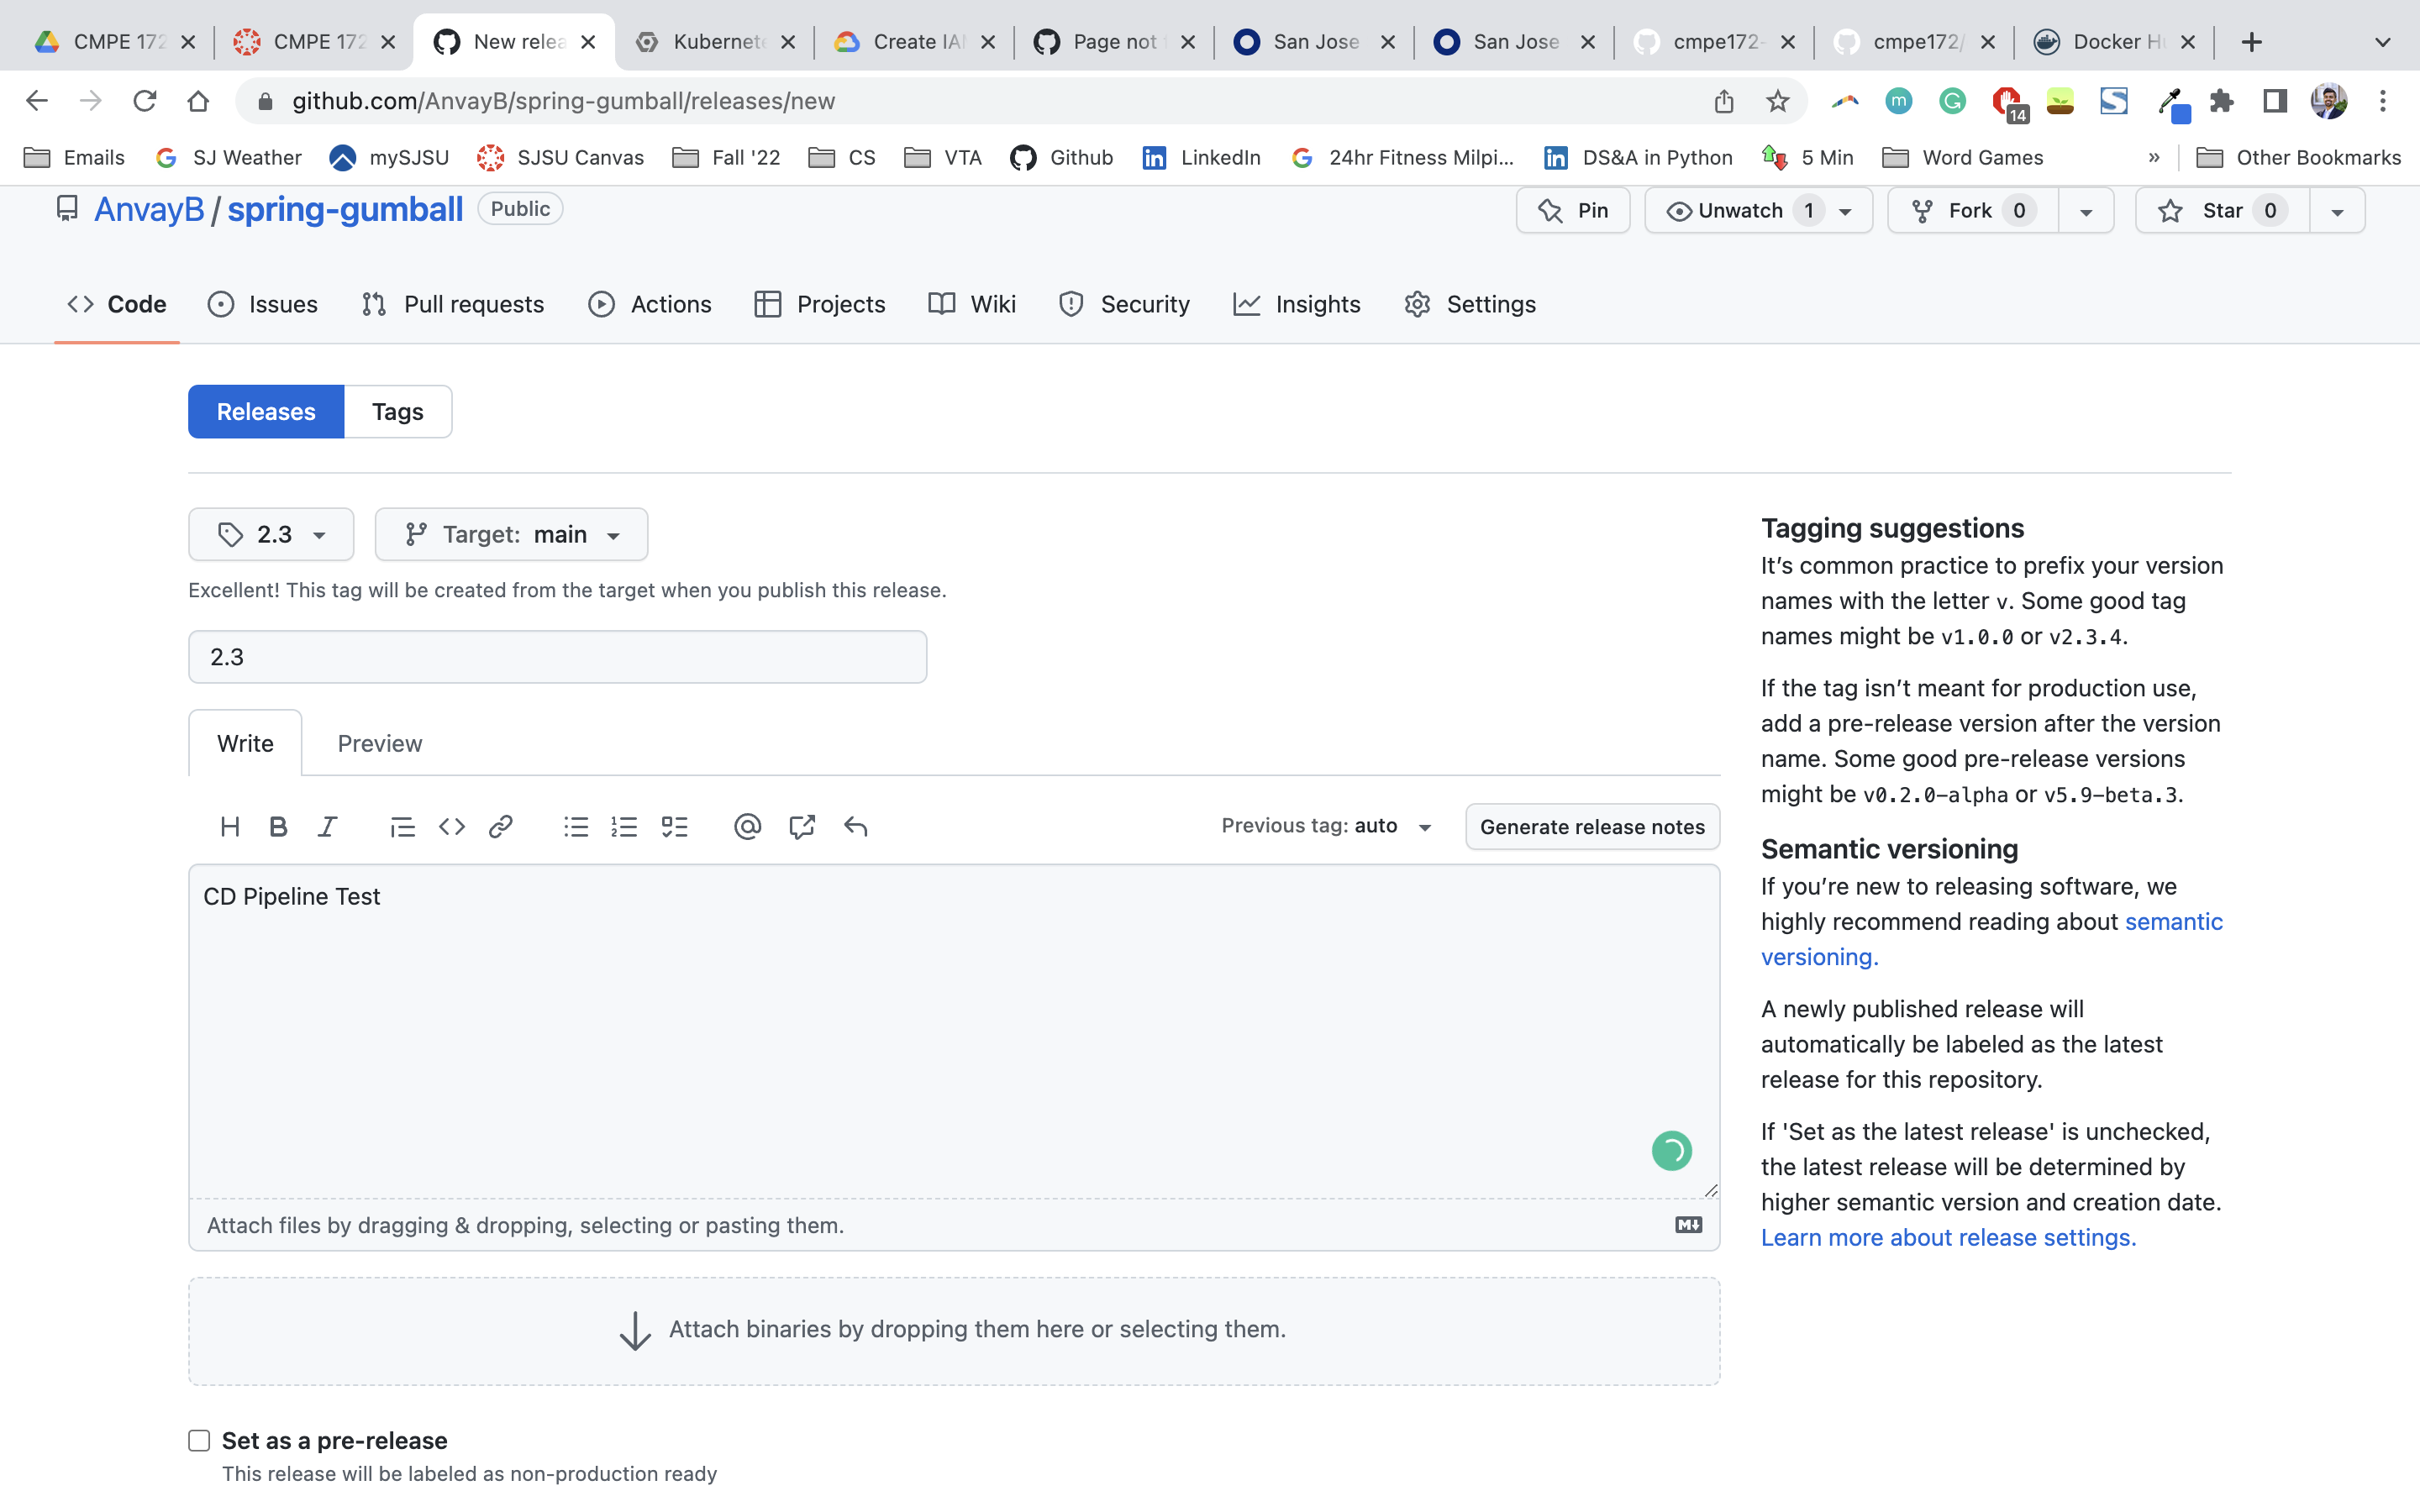 CMPE 172
CMPE 172
New relea
Kubernete
Create IAM
Page not f
San Jose
San Jose
cmpe172-
cmpe172/
Docker Hu
github.com/AnvayB/spring-gumball/releases/new
m
G
14
S
Emails
SJ Weather
mySJSU
SJSU Canvas
Fall '22
CS
VTA
Github
LinkedIn
24hr Fitness Milpi...
DS&A in Python
5 Min
Word Games
»
Other Bookmarks
AnvayB / spring-gumball Public
Pin
Unwatch 1
Fork 0
Star 0
Code
Issues
Pull requests
Actions
Projects
Wiki
Security
Insights
Settings
Releases
Tags
2.3
Target: main
Excellent! This tag will be created from the target when you publish this release.
2.3
Write
Preview
H B I
Previous tag: auto
Generate release notes
CD Pipeline Test
Attach files by dragging & dropping, selecting or pasting them.
M
Attach binaries by dropping them here or selecting them.
Set as a pre-release
This release will be labeled as non-production ready
Tagging suggestions
It’s common practice to prefix your version
names with the letter v. Some good tag
names might be v1.0.0 or v2.3.4.
If the tag isn’t meant for production use,
add a pre-release version after the version
name. Some good pre-release versions
might be v0.2.0-alpha or v5.9-beta.3.
Semantic versioning
If you’re new to releasing software, we
highly recommend reading about semantic
versioning.
A newly published release will
automatically be labeled as the latest
release for this repository.
If 'Set as the latest release' is unchecked,
the latest release will be determined by
higher semantic version and creation date.
Learn more about release settings.